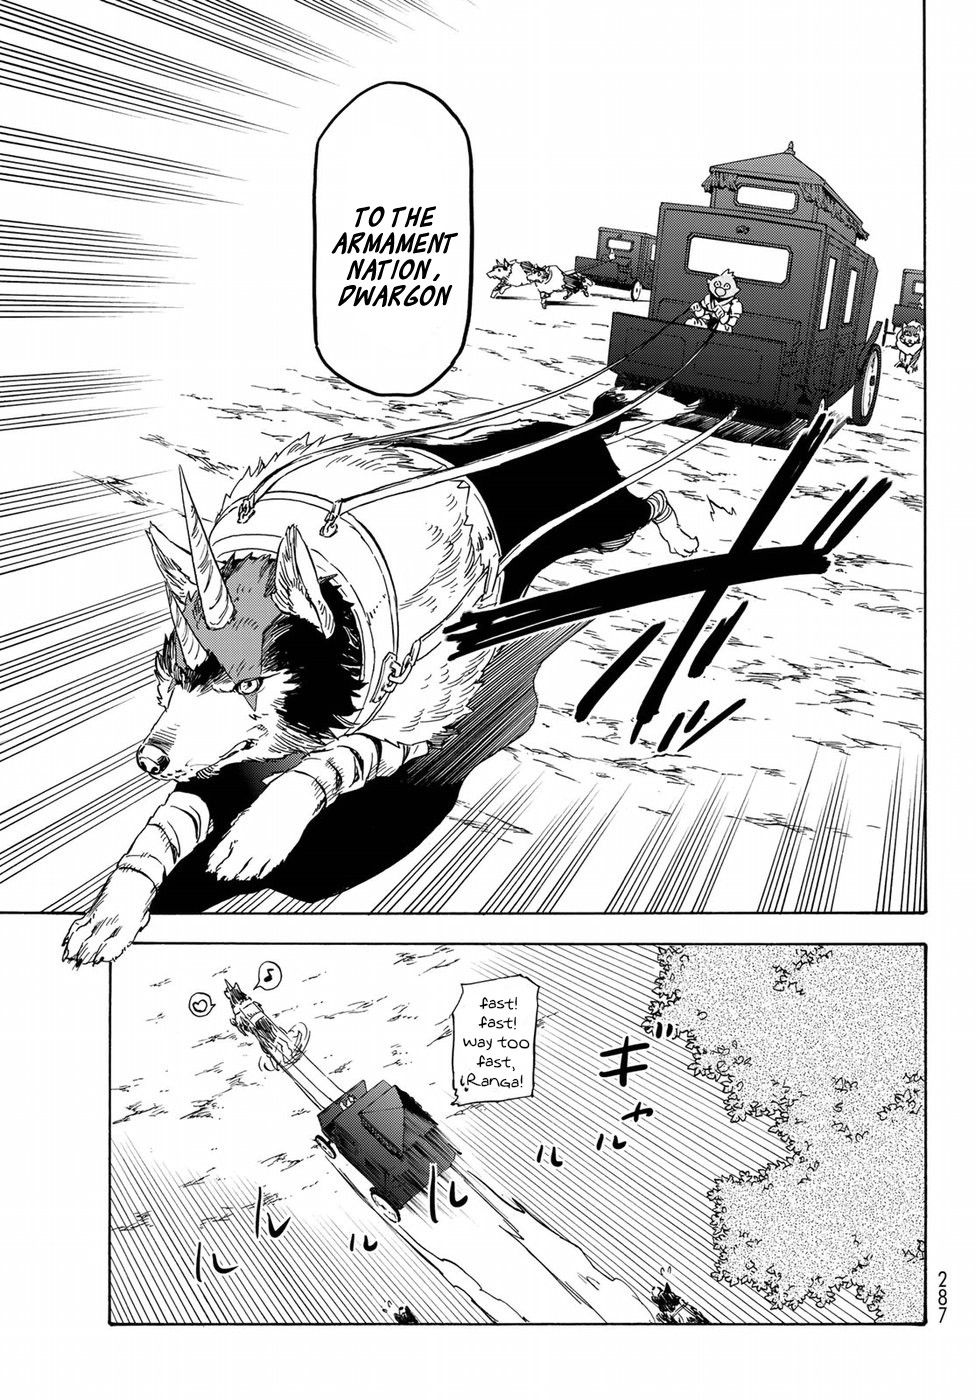 TO THE
ARMAMENT
NATION,
DWARGON
fast!
fast!
way too
fast,
Ranga!
ギャ
ル
ル
ル
ル
ル
ル
287